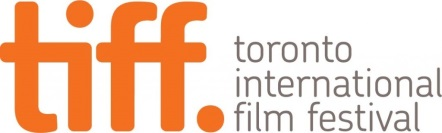 tiff.
toronto
international
film festival